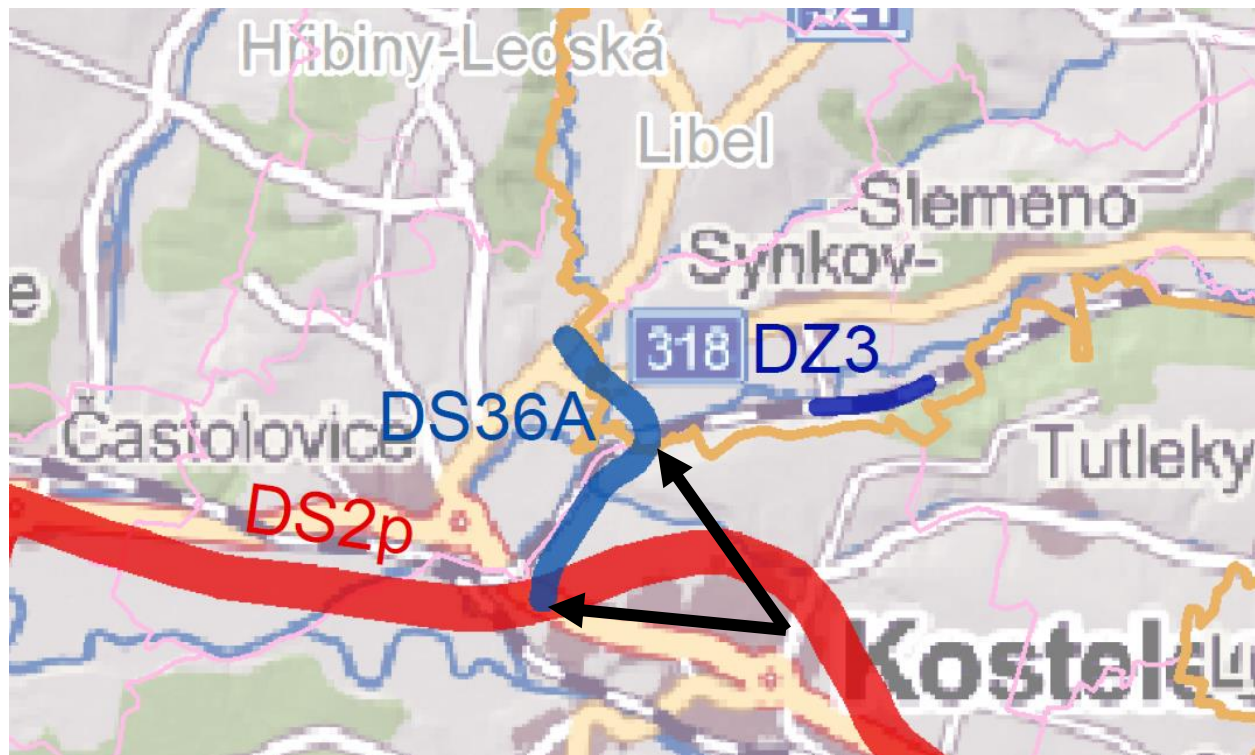 Hřibiny-Ledská
Libel
Slemeno
Synkov-
318
DZ3
DS36A
Častolovice
Tutleky
DS2p
Kostel